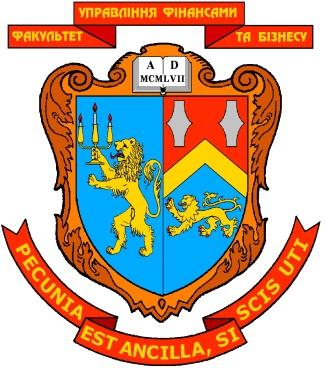 УПРАВЛІННЯ ФІНАНСАМИ
ФАКУЛЬТЕТ ТА БІЗНЕСУ
A D
MCMLVII
PECUNIA EST ANCILLA, SI SCIS UTI